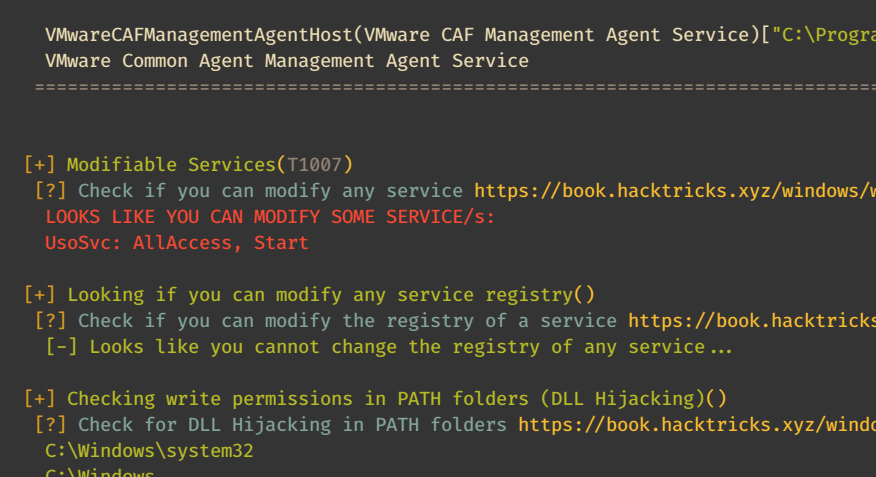 VMwareCAFManagementAgentHost(VMware CAF Management Agent Service)["C:\Progra
VMware Common Agent Management Agent Service
=============================================================================
[+] Modifiable Services(T1007)
[?] Check if you can modify any service https://book.hacktricks.xyz/windows/w
LOOKS LIKE YOU CAN MODIFY SOME SERVICE/s:
UsoSvc: AllAccess, Start
[+] Looking if you can modify any service registry()
[?] Check if you can modify the registry of a service https://book.hacktricks
[-] Looks like you cannot change the registry of any service...
[+] Checking write permissions in PATH folders (DLL Hijacking)()
[?] Check for DLL Hijacking in PATH folders https://book.hacktricks.xyz/windo
C:\Windows\system32
C:\Windows